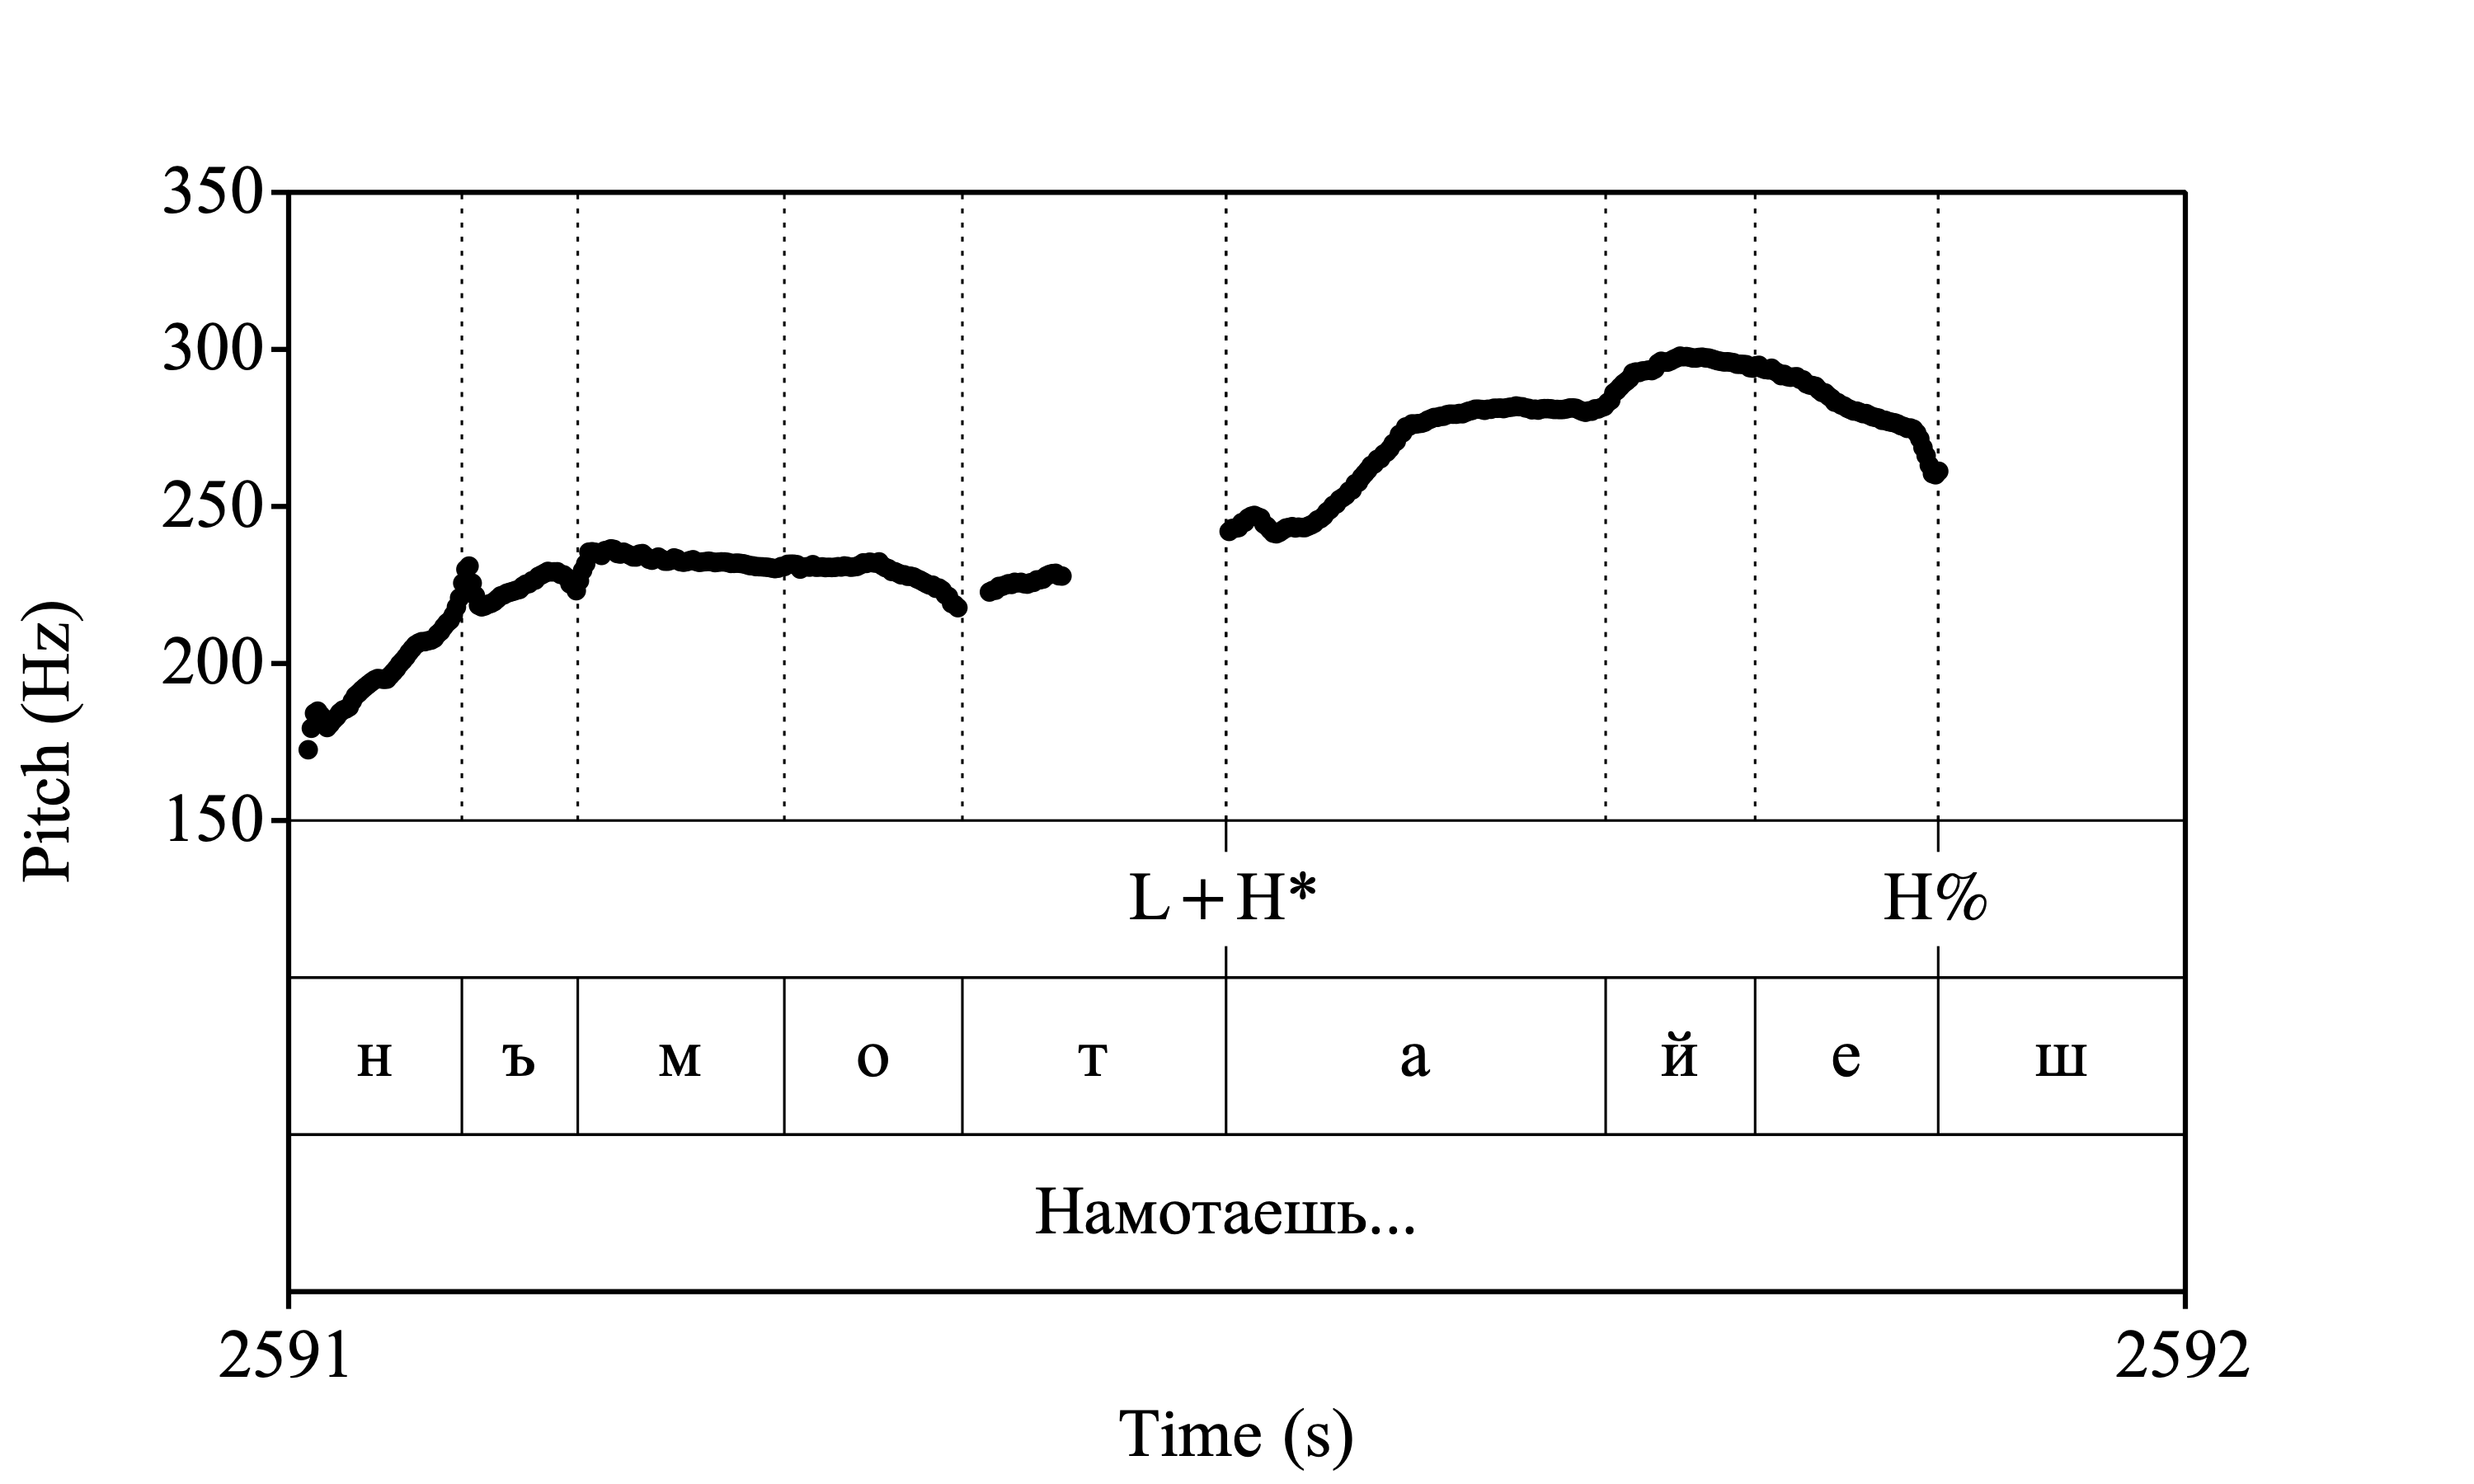 350
300
250
200
150
Pitch (Hz)
L+H* H%
н ъ м о т а й е ш
Намотаешь...
2591 2592
Time (s)